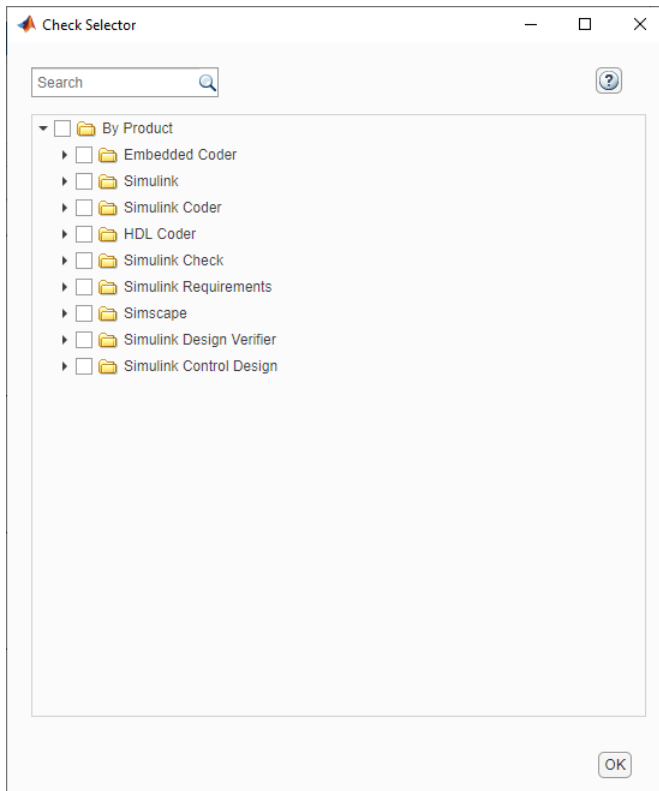 Check Selector
Search
?
By Product
Embedded Coder
Simulink
Simulink Coder
HDL Coder
Simulink Check
Simulink Requirements
Simscape
Simulink Design Verifier
Simulink Control Design
OK